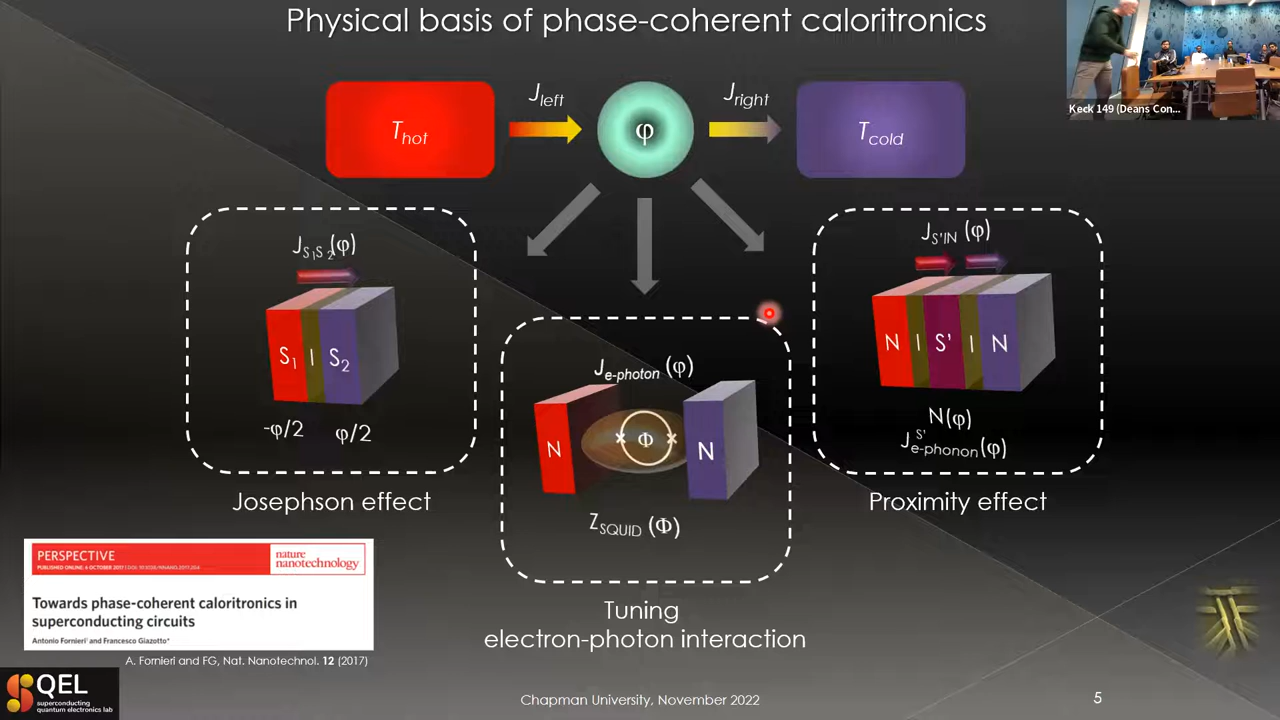 Physical basis of phase-coherent caloritronics
Keck 149 (Deans Con...
T_hot
J_left
φ
J_right
T_cold
J_S1S2(φ)
S1 I S2
-φ/2 φ/2
Josephson effect
J_e-photon (φ)
N Φ N
Z_SQUID (Φ)
Tuning
electron-photon interaction
J_S'IN (φ)
N I S' I N
N_S'(φ)
J_e-phonon(φ)
Proximity effect
PERSPECTIVE
nature
nanotechnology
Towards phase-coherent caloritronics in
superconducting circuits
Antonio Fornieri and Francesco Giazotto*
A. Fornieri and FG, Nat. Nanotechnol. 12 (2017)
QEL
superconducting
quantum electronics lab
Chapman University, November 2022
5